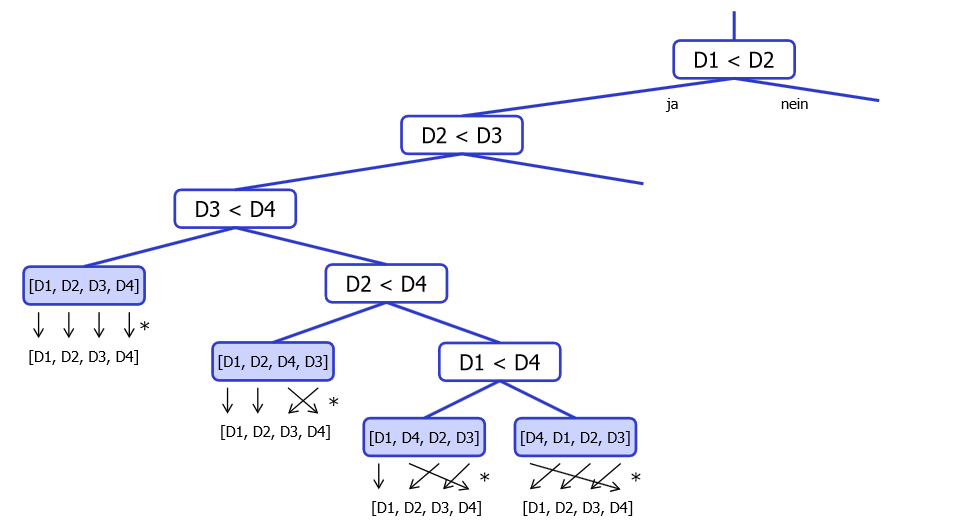 D1 < D2
ja
nein
D2 < D3
D3 < D4
[D1, D2, D3, D4]
*
[D1, D2, D3, D4]
D2 < D4
[D1, D2, D4, D3]
*
[D1, D2, D3, D4]
D1 < D4
[D1, D4, D2, D3]
*
[D1, D2, D3, D4]
[D4, D1, D2, D3]
*
[D1, D2, D3, D4]